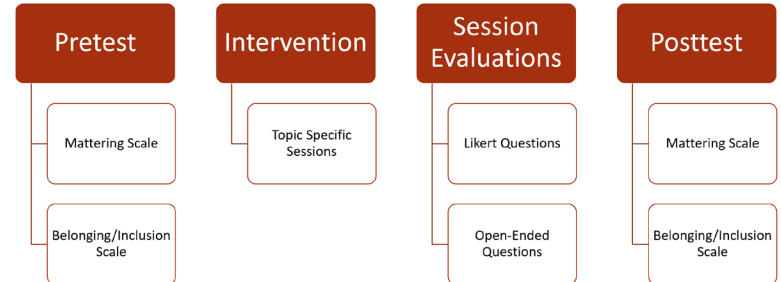 Pretest
Mattering Scale
Belonging/Inclusion
Scale
Intervention
Topic Specific
Sessions
Session
Evaluations
Likert Questions
Open-Ended
Questions
Posttest
Mattering Scale
Belonging/Inclusion
Scale